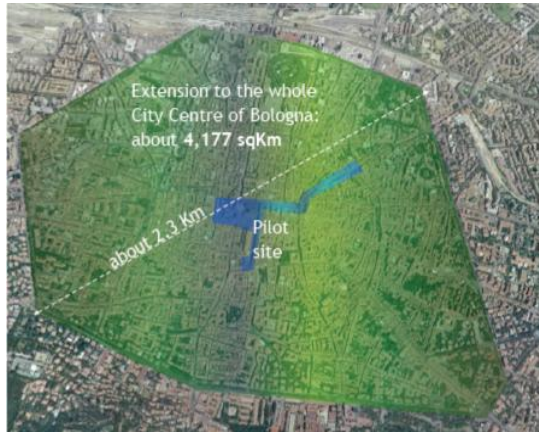 Extension to the whole
City Centre of Bologna:
about 4,177 sqKm
about 2,3 Km
Pilot
site